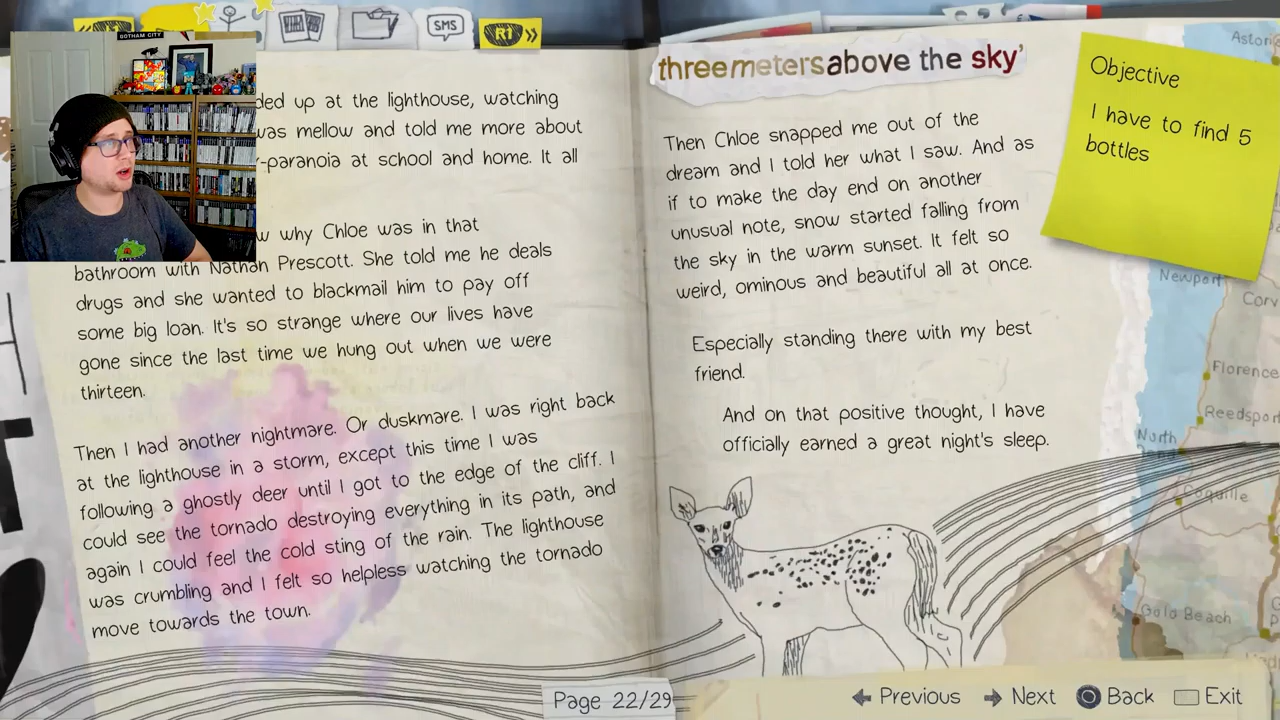 GOTHAM CITY
SMS
R1
threemetersabove the sky'
Objective
I have to find 5
bottles
ded up at the lighthouse, watching
was mellow and told me more about
-paranoia at school and home. It all
w why Chloe was in that
bathroom with Nathan Prescott. She told me he deals
drugs and she wanted to blackmail him to pay off
some big loan. It's so strange where our lives have
gone since the last time we hung out when we were
thirteen.
Then I had another nightmare. Or duskmare. I was right back
at the lighthouse in a storm, except this time I was
following a ghostly deer until I got to the edge of the cliff. I
could see the tornado destroying everything in its path, and
again I could feel the cold sting of the rain. The lighthouse
was crumbling and I felt so helpless watching the tornado
move towards the town.
Then Chloe snapped me out of the
dream and I told her what I saw. And as
if to make the day end on another
unusual note, snow started falling from
the sky in the warm sunset. It felt so
weird, ominous and beautiful all at once.
Especially standing there with my best
friend.
And on that positive thought, I have
officially earned a great night's sleep.
Astori
Newport
Corv
Florence
Reedsport
North
Coquille
Gold Beach
Page 22/29
Previous
Next
Back
Exit